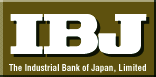 IBJ
The Industrial Bank of Japan, Limited